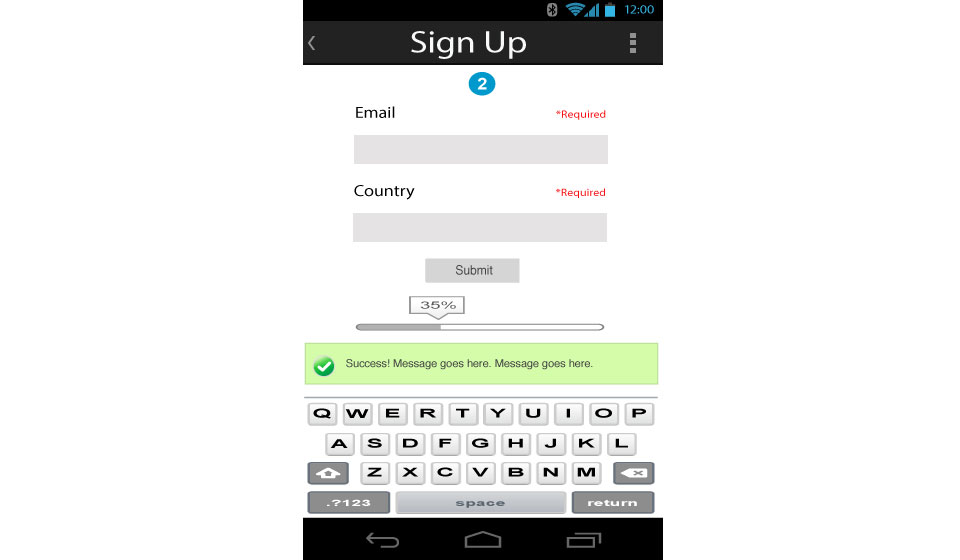 12:00
Sign Up
2
Email *Required
Country *Required
Submit
35%
Success! Message goes here. Message goes here.
Q W E R T Y U I O P
A S D F G H J K L
Z X C V B N M
.?123 space return